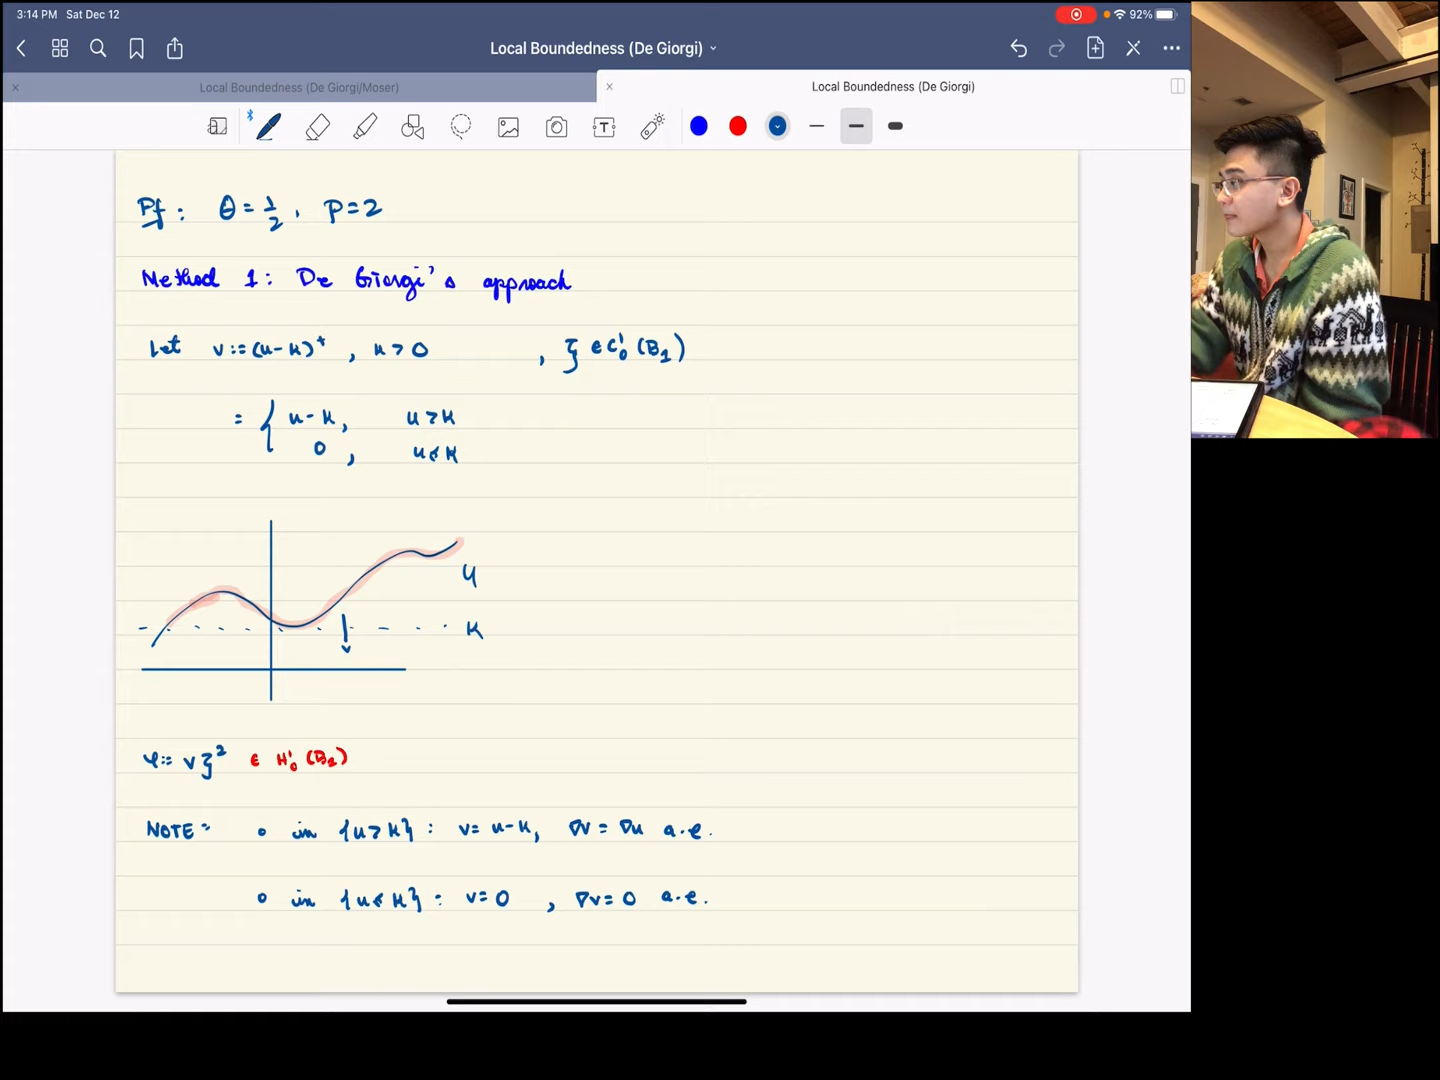 3:14 PM Sat Dec 12
92%
Local Boundedness (De Giorgi)
Local Boundedness (De Giorgi/Moser)
Local Boundedness (De Giorgi)
Pf: θ = 1/2, p = 2
Method 1: De Giorgi's approach
Let v := (u-k)⁺, k > 0 , ξ ∈ C₀¹(B₁)
= { u-k, u > k
0, u ≤ k
u
k
φ := vξ² ∈ H₀¹(B₁)
NOTE: o in {u > k} : v = u-k, ∇v = ∇u a.e.
o in {u ≤ k} : v = 0 , ∇v = 0 a.e.